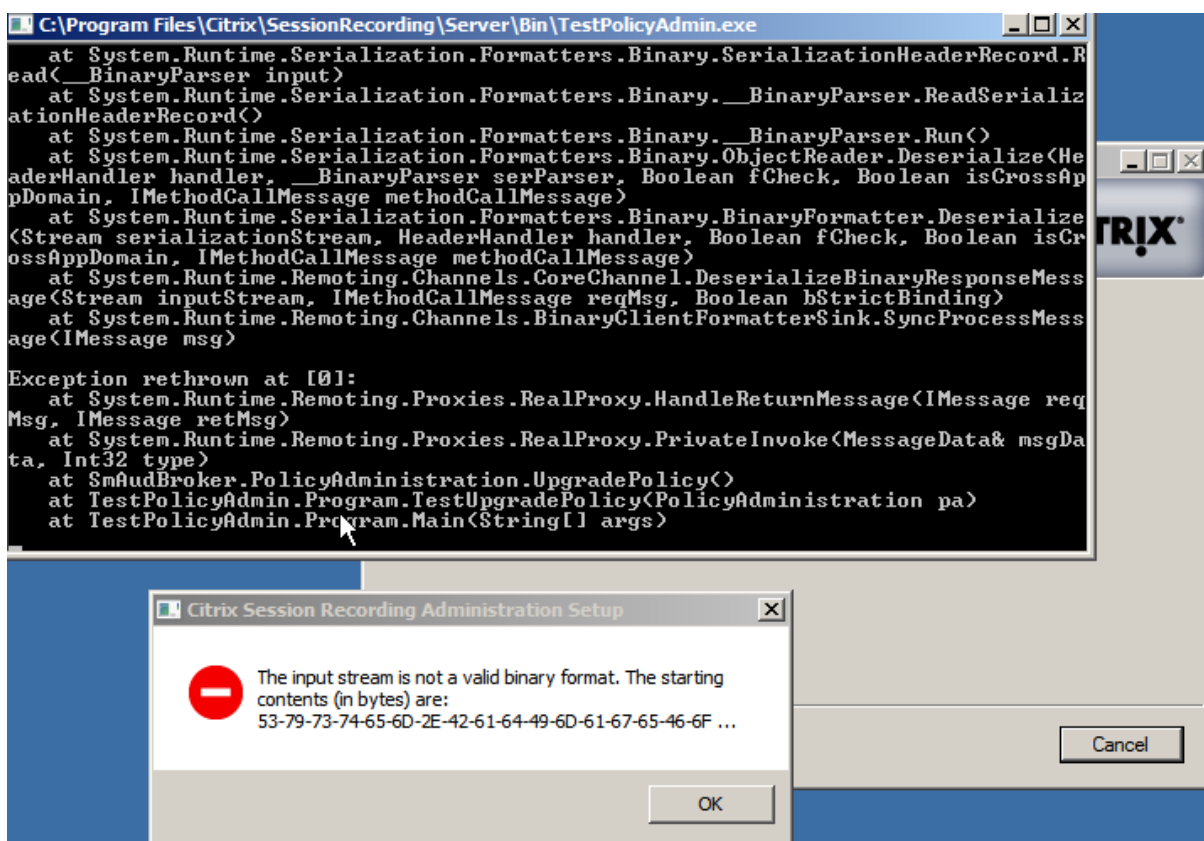 C:\Program Files\Citrix\SessionRecording\Server\Bin\TestPolicyAdmin.exe
   at System.Runtime.Serialization.Formatters.Binary.SerializationHeaderRecord.R
ead(__BinaryParser input)
   at System.Runtime.Serialization.Formatters.Binary.__BinaryParser.ReadSerializ
ationHeaderRecord()
   at System.Runtime.Serialization.Formatters.Binary.__BinaryParser.Run()
   at System.Runtime.Serialization.Formatters.Binary.ObjectReader.Deserialize(He
aderHandler handler, __BinaryParser serParser, Boolean fCheck, Boolean isCrossAp
pDomain, IMethodCallMessage methodCallMessage)
   at System.Runtime.Serialization.Formatters.Binary.BinaryFormatter.Deserialize
(Stream serializationStream, HeaderHandler handler, Boolean fCheck, Boolean isCr
ossAppDomain, IMethodCallMessage methodCallMessage)
   at System.Runtime.Remoting.Channels.CoreChannel.DeserializeBinaryResponseMess
age(Stream inputStream, IMethodCallMessage reqMsg, Boolean bStrictBinding)
   at System.Runtime.Remoting.Channels.BinaryClientFormatterSink.SyncProcessMess
age(IMessage msg)
Exception rethrown at [0]:
   at System.Runtime.Remoting.Proxies.RealProxy.HandleReturnMessage(IMessage req
Msg, IMessage retMsg)
   at System.Runtime.Remoting.Proxies.RealProxy.PrivateInvoke(MessageData& msgDa
ta, Int32 type)
   at SmAudBroker.PolicyAdministration.UpgradePolicy()
   at TestPolicyAdmin.Program.TestUpgradePolicy(PolicyAdministration pa)
   at TestPolicyAdmin.Program.Main(String[] args)
TRIX
Citrix Session Recording Administration Setup
The input stream is not a valid binary format. The starting
contents (in bytes) are:
53-79-73-74-65-6D-2E-42-61-64-49-6D-61-67-65-46-6F ...
OK
Cancel